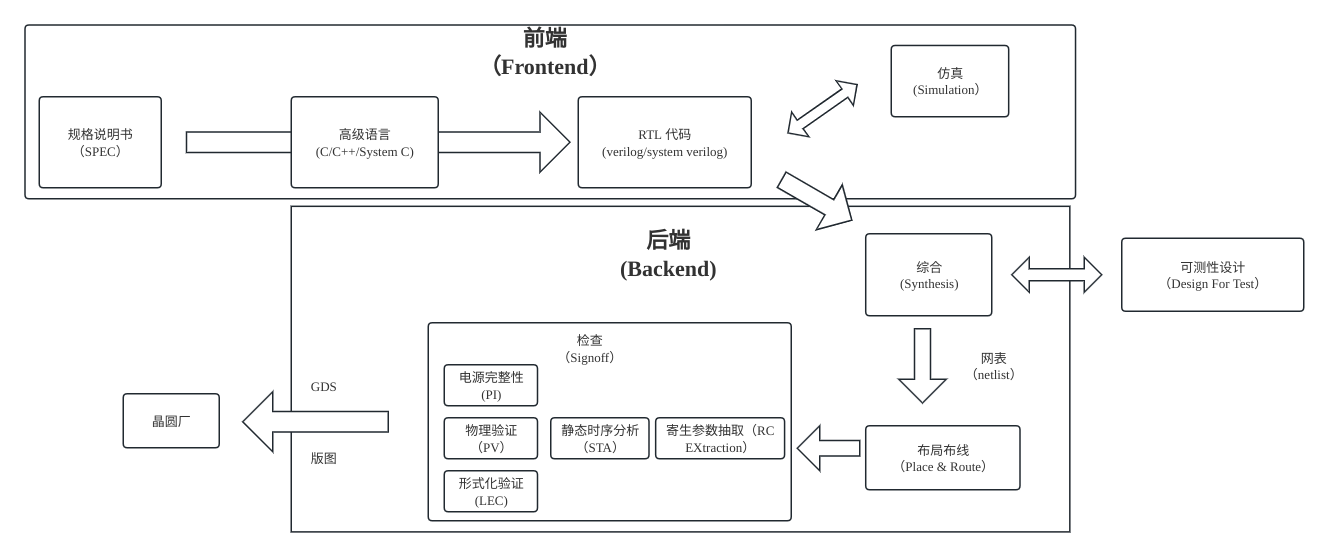 前端
（Frontend）
规格说明书
（SPEC）
高级语言
(C/C++/System C)
RTL 代码
(verilog/system verilog)
仿真
(Simulation）
后端
(Backend)
综合
(Synthesis)
可测性设计
（Design For Test）
网表
（netlist）
布局布线
（Place & Route）
检查
（Signoff）
电源完整性
(PI)
物理验证
（PV）
静态时序分析
（STA）
寄生参数抽取（RC
EXtraction）
形式化验证
(LEC)
GDS
版图
晶圆厂